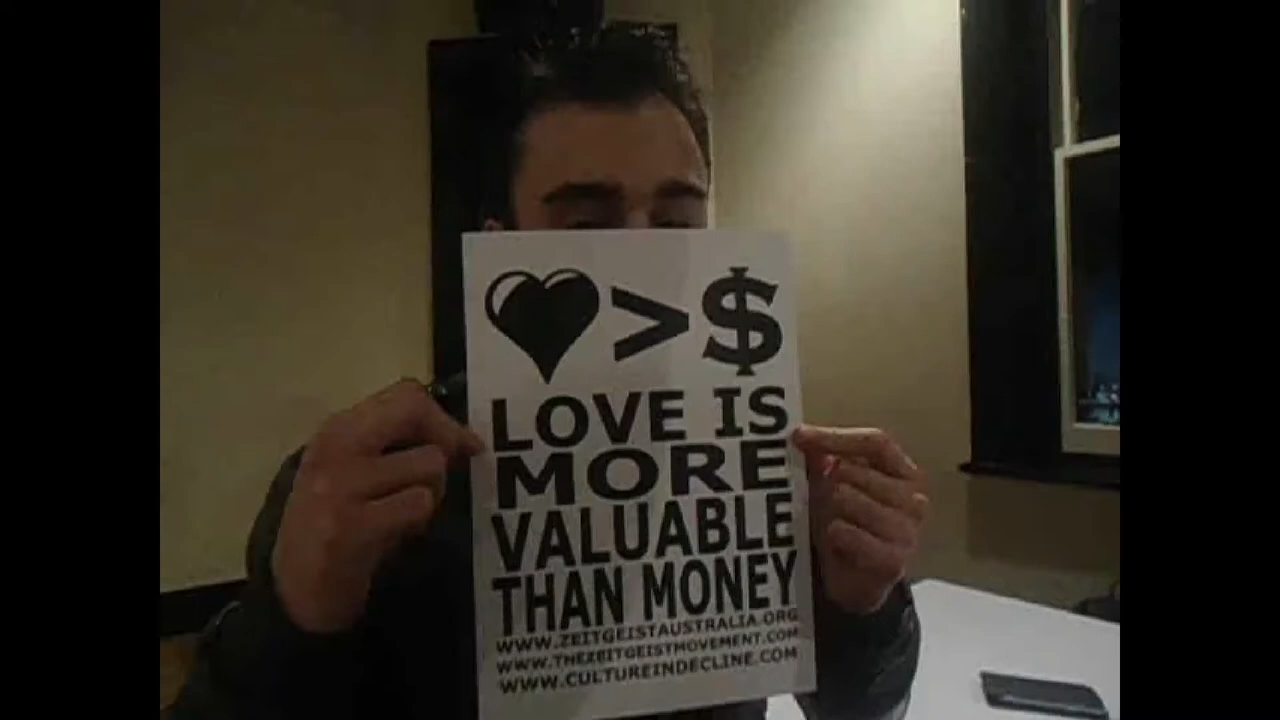 ♥ > $
LOVE IS
MORE
VALUABLE
THAN MONEY
WWW.ZEITGEISTAUSTRALIA.ORG
WWW.THEZEITGEISTMOVEMENT.COM
WWW.CULTUREINDECLINE.COM